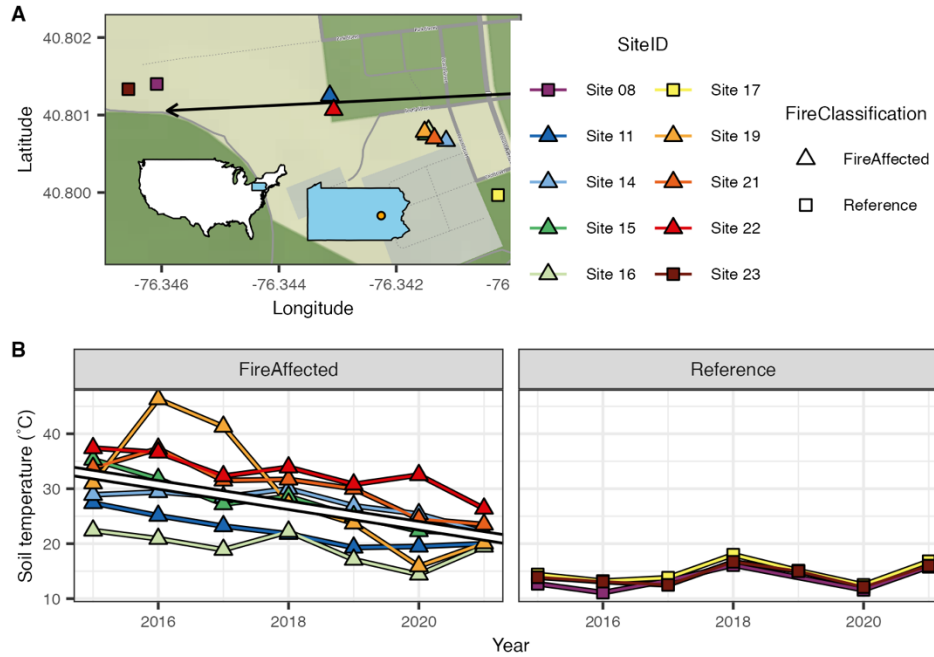 A
SiteID
40.802
40.801
40.800
Latitude
-76.346
-76.344
-76.342
-76
Longitude
Site 08
Site 17
Site 11
Site 19
Site 14
Site 21
Site 15
Site 22
Site 16
Site 23
FireClassification
FireAffected
Reference
B
FireAffected
Reference
Soil temperature (˚C)
40
30
20
10
2016
2018
2020
2016
2018
2020
Year